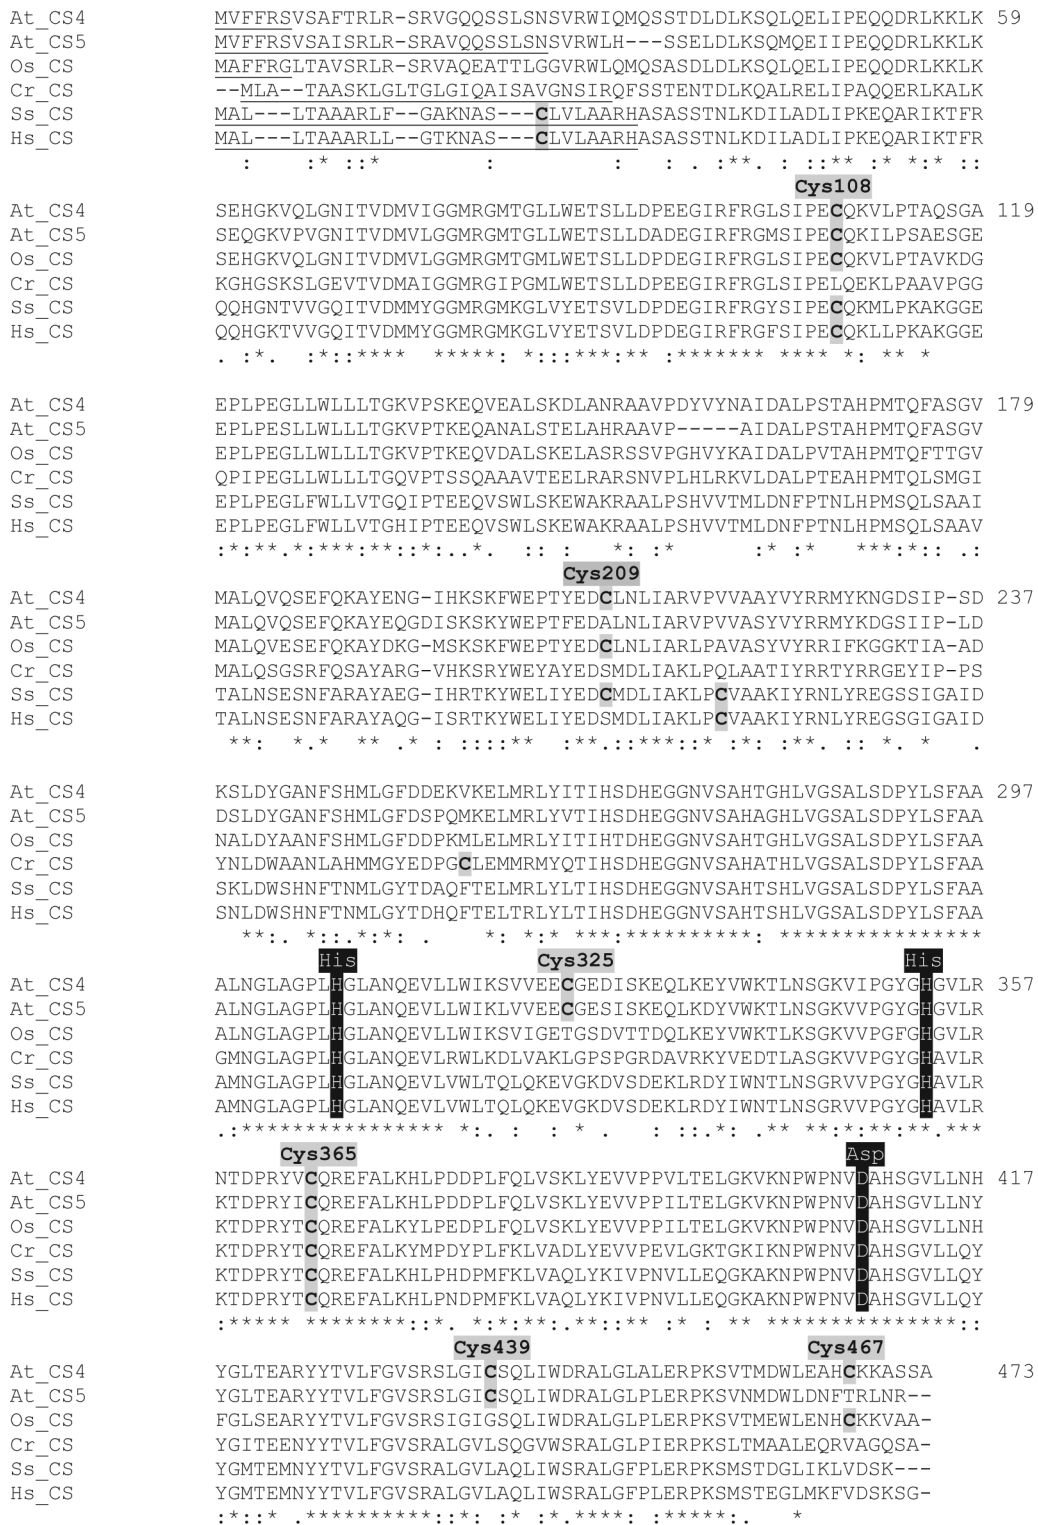 At_CS4 MVFFRSVSAFTRLR-SRVGQQSSLSNSVRWIQMQSSTDLDLKSQLQELIPEQQDRLKKLK 59
At_CS5 MVFFRSVSAISRLR-SRAVQQSSLSNSVRWLH---SSELDLKSQMQEIIPEQQDRLKKLK
Os_CS MAFFRGLTAVSRLR-SRVAQEATTLGGVRWLQMQSASDLDLKSQLQELIPEQQDRLKKLK
Cr_CS --MLA--TAASKLGLTGLGIQAISAVGNSIRQFSSTENTDLKQALRELIPAQQERLKALK
Ss_CS MAL---LTAAARLF--GAKNAS---CLVLAARHASASSTNLKDILADLIPKEQARIKTFR
Hs_CS MAL---LTAAARLL--GTKNAS---CLVLAARHASASSTNLKDILADLIPKEQARIKTFR
: :* ::* : : .: :**. : :** :* *: :: 
Cys108
At_CS4 SEHGKVQLGNITVDMVIGGMRGMTGLLWETSLLDPEEGIRFRGLSIPECQKVLPTAQSGA 119
At_CS5 SEQGKVPVGNITVDMVLGGMRGMTGLLWETSLLDADEGIRFRGMSIPECQKILPSAESGE
Os_CS SEHGKVQLGNITVDMVIGGMRGMTGMLWETSLLDPDEGIRFRGLSIPECQKVLPTAVKDG
Cr_CS KGHGSKSLGEVTVDMAIGGMRGIPGMLWETSLLDPEEGIRFRGYSIPELQEKLPAAVPGG
Ss_CS QQHGNTVVGQITVDMMYGGMRGMKGLVYETSVLDPDEGIRFRGYSIPECQKMLPKAKGGE
Hs_CS QQHGKTVVGQITVDMMYGGMRGMKGLVYETSVLDPDEGIRFRGFSIPECQKLLPKAKGGE
. :*. :*::**** *****: *:::***:** :******* **** *: ** *
At_CS4 EPLPEGLLWLLLTGKVPSKEQVEALSKDLANRAAVPDYVYNAIDALPSTAHPMTQFASGV 179
At_CS5 EPLPESLLWLLLTGKVPTKEQANALSTELAHRAAVP-----AIDALPSTAHPMTQFASGV
Os_CS EPLPEGLLWLLLTGKVPTKEQVDALSKELASRSSVPGHVYKAIDALPVTAHPMTQFTTGV
Cr_CS QPIPEGLLWLLLTGQVPTSSQAAAVTEELRARSNVPLHLRKVLDALPTEAHPMTQLSMGI
Ss_CS EPLPEGLFWLLVTGQIPTEEQVSWLSKEWAKRAALPSHVVTMLDNFPTNLHPMSQLSAAI
Hs_CS EPLPEGLFWLLVTGHIPTEEQVSWLSKEWAKRAALPSHVVTMLDNFPTNLHPMSQLSAAV
:*:**.*:***:**::*:..*. :: : *: :* :* :* ***:*:: .:
Cys209
At_CS4 MALQVQSEFQKAYENG-IHKSKFWEPTYEDCLNLIARVPVVAAYVYRRMYKNGDSIP-SD 237
At_CS5 MALQVQSEFQKAYEQGDISKSKYWEPTFEDALNLIARVPVVASYVYRRMYKDGSIIP-LD
Os_CS MALQVESEFQKAYDKG-MSKSKFWEPTYEDCLNLIARLPAVASYVYRRIFKGGKTIA-AD
Cr_CS MALQSGSRFQSAYARG-VHKSRYWEYAYEDSMDLIAKLPQLAATIYRRTYRRGEYIP-PS
Ss_CS TALNSESNFARAYAEG-IHRTKYWELIYEDCMDLIAKLPCVAAKIYRNLYREGSSIGAID
Hs_CS TALNSESNFARAYAQG-ISRTKYWELIYEDSMDLIAKLPCVAAKIYRNLYREGSGIGAID
**: *.* ** .* : :::** :**.::***::* :*: :**. :: *. * .
At_CS4 KSLDYGANFSHMLGFDDEKVKELMRLYITIHSDHEGGNVSAHTGHLVGSALSDPYLSFAA 297
At_CS5 DSLDYGANFSHMLGFDSPQMKELMRLYVTIHSDHEGGNVSAHAGHLVGSALSDPYLSFAA
Os_CS NALDYAANFSHMLGFDDPKMLELMRLYITIHTDHEGGNVSAHTGHLVGSALSDPYLSFAA
Cr_CS YNLDWAANLAHMMGYEDPGCLEMMRMYQTIHSDHEGGNVSAHATHLVGSALSDPYLSFAA
Ss_CS SKLDWSHNFTNMLGYTDAQFTELMRLYLTIHSDHEGGNVSAHTSHLVGSALSDPYLSFAA
Hs_CS SNLDWSHNFTNMLGYTDHQFTELTRLYLTIHSDHEGGNVSAHTSHLVGSALSDPYLSFAA
**:. *::.*:*: . *: *:* ***:**********: *****************
His Cys325 His
At_CS4 ALNGLAGPLHGLANQEVLLWIKSVVEECGEDISKEQLKEYVWKTLNSGKVIPGYGHGVLR 357
At_CS5 ALNGLAGPLHGLANQEVLLWIKLVVEECGESISKEQLKDYVWKTLNSGKVVPGYGHGVLR
Os_CS ALNGLAGPLHGLANQEVLLWIKSVIGETGSDVTTDQLKEYVWKTLKSGKVVPGFGHGVLR
Cr_CS GMNGLAGPLHGLANQEVLRWLKDLVAKLGPSPGRDAVRKYVEDTLASGKVVPGYGHAVLR
Ss_CS AMNGLAGPLHGLANQEVLVWLTQLQKEVGKDVSDEKLRDYIWNTLNSGRVVPGYGHAVLR
Hs_CS AMNGLAGPLHGLANQEVLVWLTQLQKEVGKDVSDEKLRDYIWNTLNSGRVVPGYGHAVLR
.:**************** *:. : : * . : ::.*: .** **:*:**:**.***
Cys365 Asp
At_CS4 NTDPRYVCQREFALKHLPDDPLFQLVSKLYEVVPPVLTELGKVKNPWPNVDAHSGVLLNH 417
At_CS5 KTDPRYICQREFALKHLPDDPLFQLVSKLYEVVPPILTELGKVKNPWPNVDAHSGVLLNY
Os_CS KTDPRYTCQREFALKYLPEDPLFQLVSKLYEVVPPILTELGKVKNPWPNVDAHSGVLLNH
Cr_CS KTDPRYTCQREFALKYMPDYPLFKLVADLYEVVPEVLGKTGKIKNPWPNVDAHSGVLLQY
Ss_CS KTDPRYTCQREFALKHLPHDPMFKLVAQLYKIVPNVLLEQGKAKNPWPNVDAHSGVLLQY
Hs_CS KTDPRYTCQREFALKHLPNDPMFKLVAQLYKIVPNVLLEQGKAKNPWPNVDAHSGVLLQY
:***** ********::*. *:*:**:.**::** :* : ** ***************::
Cys439 Cys467
At_CS4 YGLTEARYYTVLFGVSRSLGICSQLIWDRALGLALERPKSVTMDWLEAHCKKASSA 473
At_CS5 YGLTEARYYTVLFGVSRSLGICSQLIWDRALGLPLERPKSVNMDWLDNFTRLNR--
Os_CS FGLSEARYYTVLFGVSRSIGIGSQLIWDRALGLPLERPKSVTMEWLENHCKKVAA-
Cr_CS YGITEENYYTVLFGVSRALGVLSQGVWSRALGLPIERPKSLTMAALEQRVAGQSA-
Ss_CS YGMTEMNYYTVLFGVSRALGVLAQLIWSRALGFPLERPKSMSTDGLIKLVDSK---
Hs_CS YGMTEMNYYTVLFGVSRALGVLAQLIWSRALGFPLERPKSMSTEGLMKFVDSKSG-
:*::* .**********::*: :* :*.****:.:*****:. *